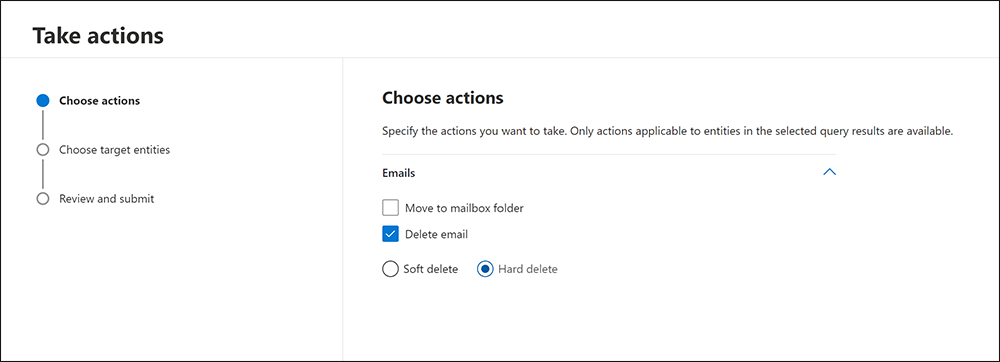 Take actions
Choose actions
Choose target entities
Review and submit
Choose actions
Specify the actions you want to take. Only actions applicable to entities in the selected query results are available.
Emails
Move to mailbox folder
Delete email
Soft delete Hard delete